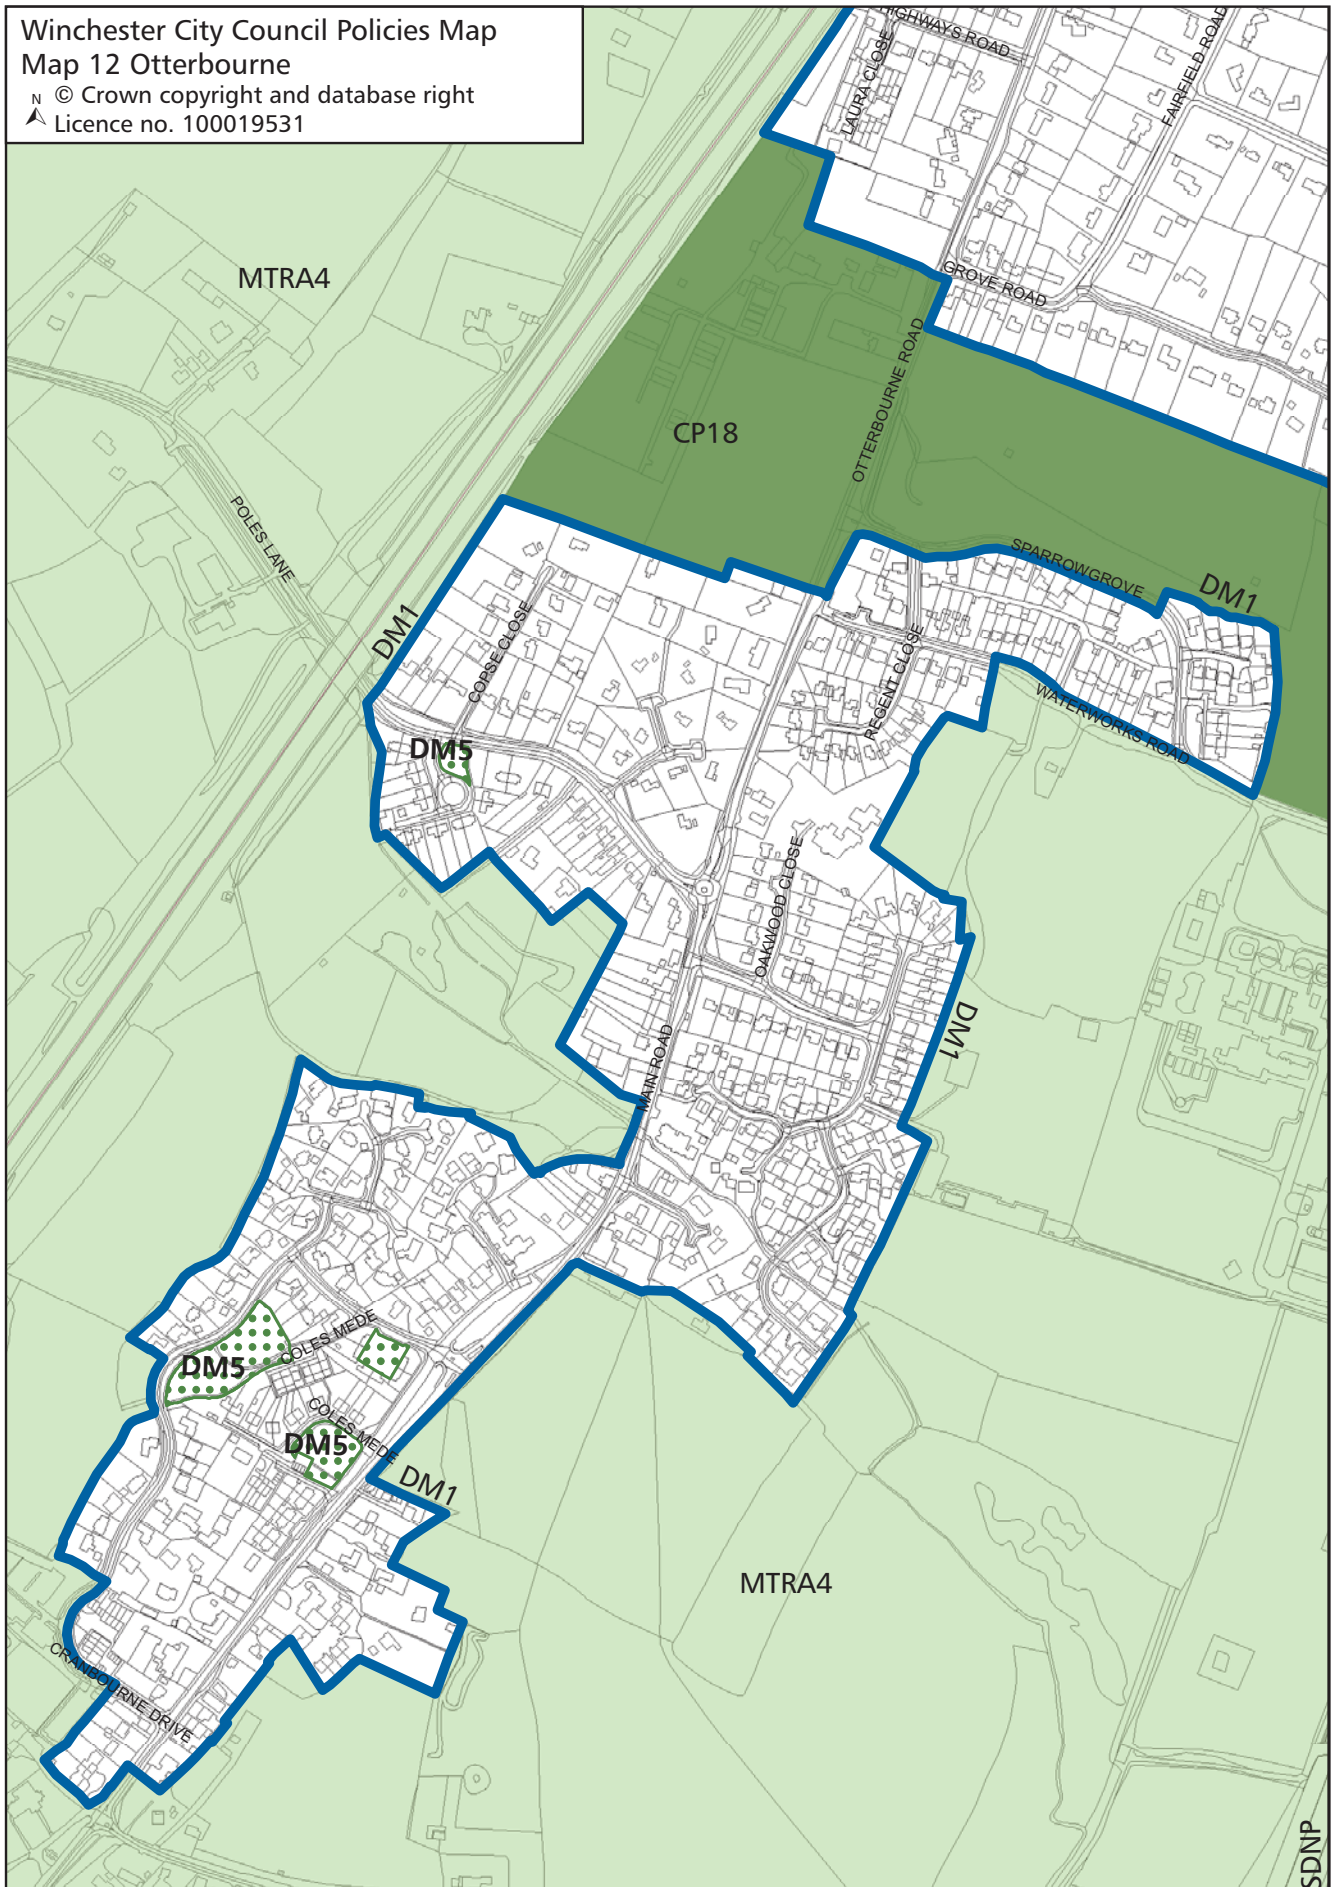 Winchester City Council Policies Map
Map 12 Otterbourne
N © Crown copyright and database right
Licence no. 100019531
HIGHWAYS ROAD
LAURA CLOSE
FAIRFIELD ROAD
MTRA4
GROVE ROAD
OTTERBOURNE ROAD
CP18
POLES LANE
SPARROWGROVE
DM1
DM1
COPSE CLOSE
REGENT CLOSE
WATERWORKS ROAD
DM5
OAKWOOD CLOSE
DM1
MAIN ROAD
COLES MEDE
DM5
COLES MEDE
DM5
DM1
MTRA4
CRANBOURNE DRIVE
SDNP